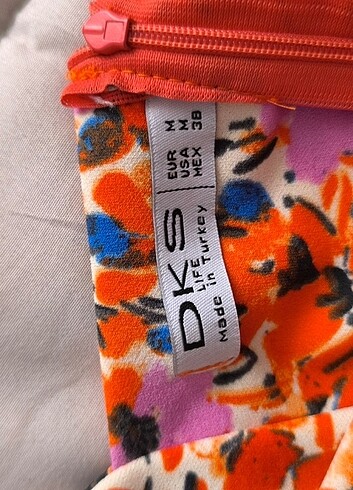 DKS
LIFE
Made in Turkey
EUR M
USA M
MEX 38